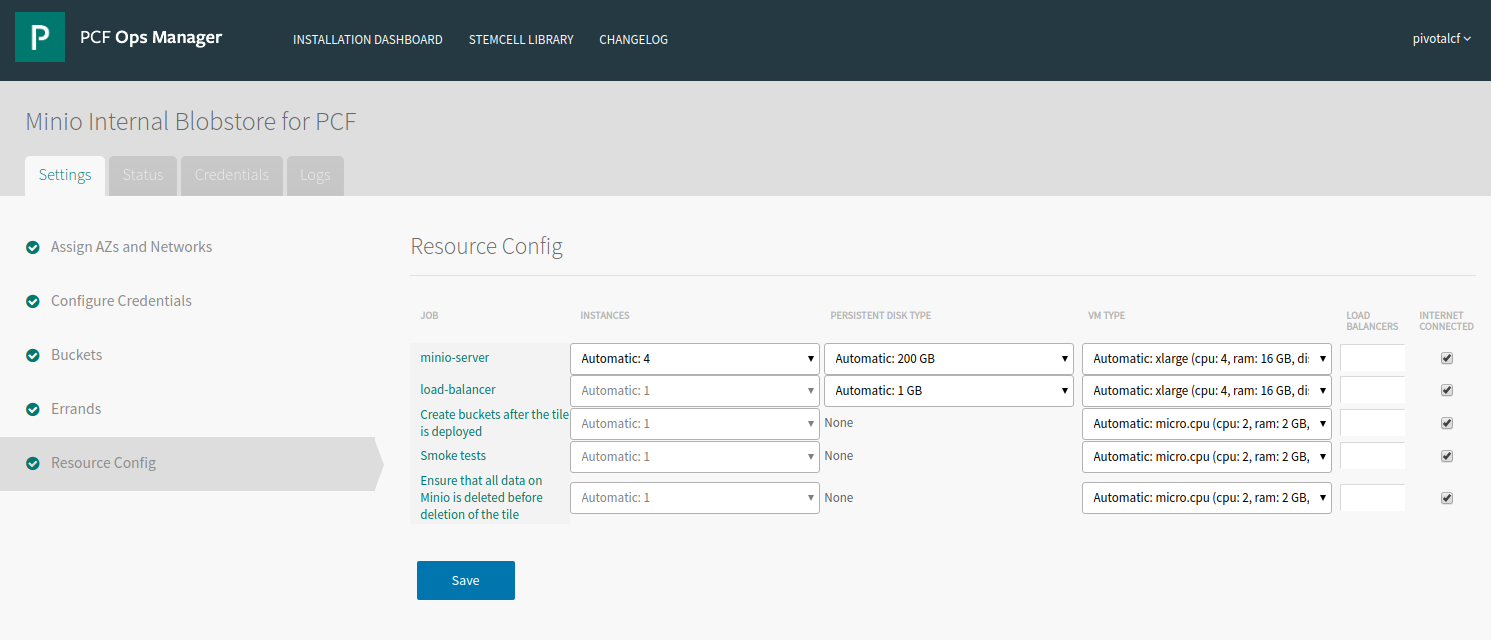 P
PCF Ops Manager
INSTALLATION DASHBOARD STEMCELL LIBRARY CHANGELOG
pivotalcf
Minio Internal Blobstore for PCF
Settings Status Credentials Logs
Assign AZs and Networks
Configure Credentials
Buckets
Errands
Resource Config
Resource Config
JOB INSTANCES PERSISTENT DISK TYPE VM TYPE LOAD BALANCERS INTERNET CONNECTED
minio-server Automatic: 4 Automatic: 200 GB Automatic: xlarge (cpu: 4, ram: 16 GB, di:
load-balancer Automatic: 1 Automatic: 1 GB Automatic: xlarge (cpu: 4, ram: 16 GB, di:
Create buckets after the tile
is deployed
Automatic: 1 None Automatic: micro.cpu (cpu: 2, ram: 2 GB,
Smoke tests Automatic: 1 None Automatic: micro.cpu (cpu: 2, ram: 2 GB,
Ensure that all data on
Minio is deleted before
deletion of the tile
Automatic: 1 None Automatic: micro.cpu (cpu: 2, ram: 2 GB,
Save